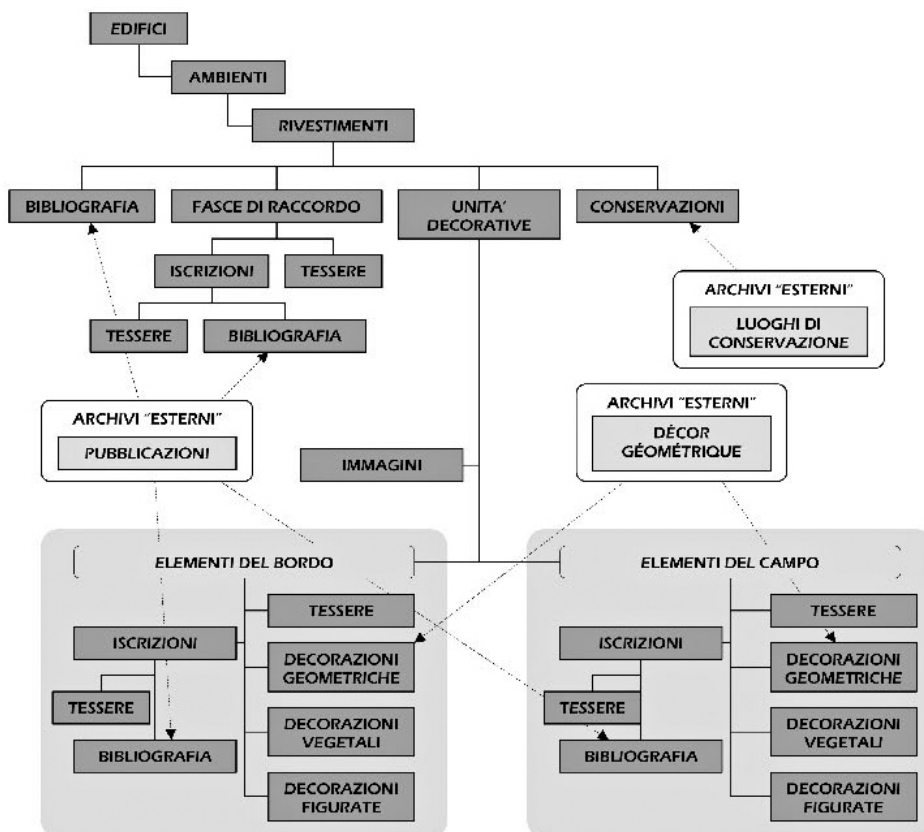 EDIFICI
AMBIENTI
RIVESTIMENTI
BIBLIOGRAFIA
FASCE DI RACCORDO
UNITA'
DECORATIVE
CONSERVAZIONI
ISCRIZIONI
TESSERE
TESSERE
BIBLIOGRAFIA
ARCHIVI "ESTERNI"
LUOGHI DI
CONSERVAZIONE
ARCHIVI "ESTERNI"
PUBBLICAZIONI
ARCHIVI "ESTERNI"
DÉCOR
GÉOMÉTRIQUE
IMMAGINI
ELEMENTI DEL BORDO
TESSERE
ISCRIZIONI
DECORAZIONI
GEOMETRICHE
TESSERE
DECORAZIONI
VEGETALI
BIBLIOGRAFIA
DECORAZIONI
FIGURATE
ELEMENTI DEL CAMPO
TESSERE
ISCRIZIONI
DECORAZIONI
GEOMETRICHE
TESSERE
DECORAZIONI
VEGETALI
BIBLIOGRAFIA
DECORAZIONI
FIGURATE